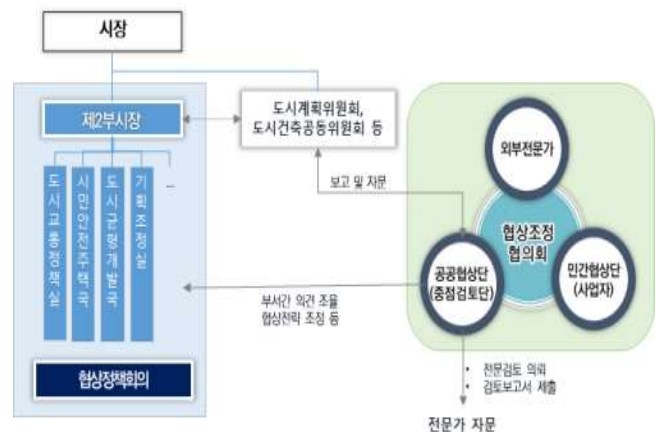 시장
제2부시장
도시교통정책실
시민안전주택국
도시균형개발국
기획조정실
...
협상정책회의
도시계획위원회,
도시건축공동위원회 등
보고 및 자문
부서간 의견 조율
협상전략 조정 등
외부전문가
협상조정
협의회
공공협상단
(중점검토단)
민간협상단
(사업자)
• 전문검토 의뢰
• 검토보고서 제출
전문가 자문